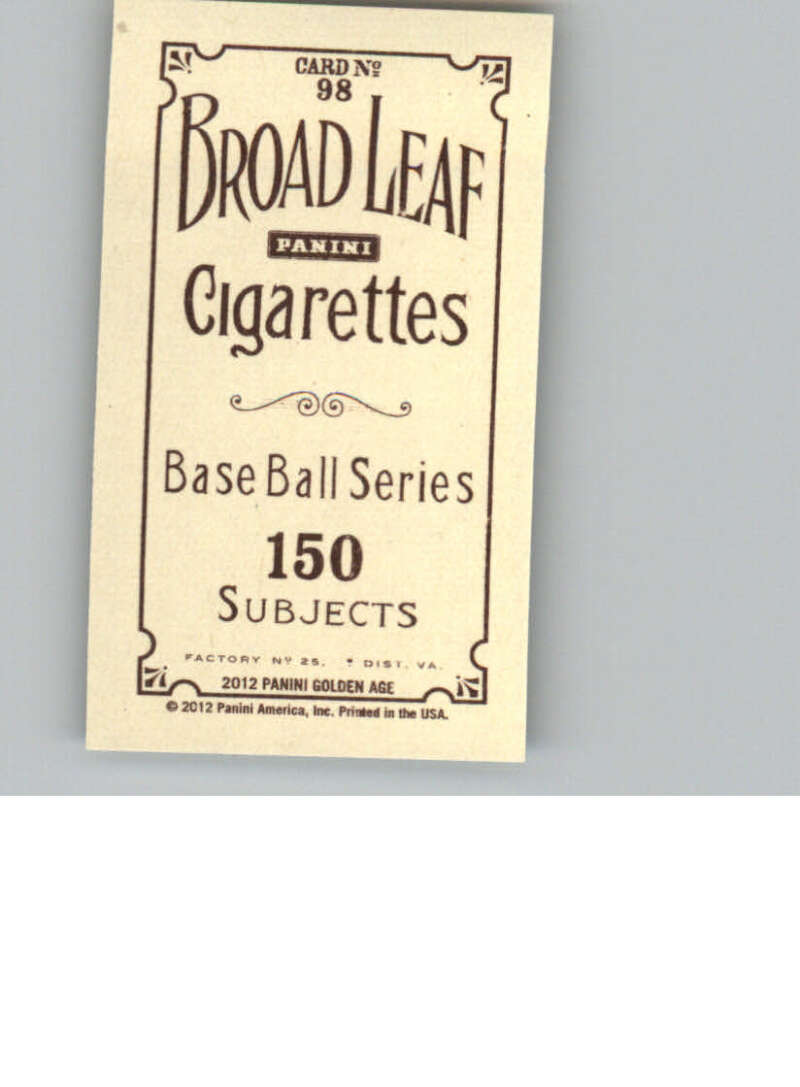 CARD Nº
98
BROAD LEAF
PANINI
Cigarettes
Base Ball Series
150
SUBJECTS
FACTORY Nº 25. DIST. VA.
2012 PANINI GOLDEN AGE
© 2012 Panini America, Inc. Printed in the USA.